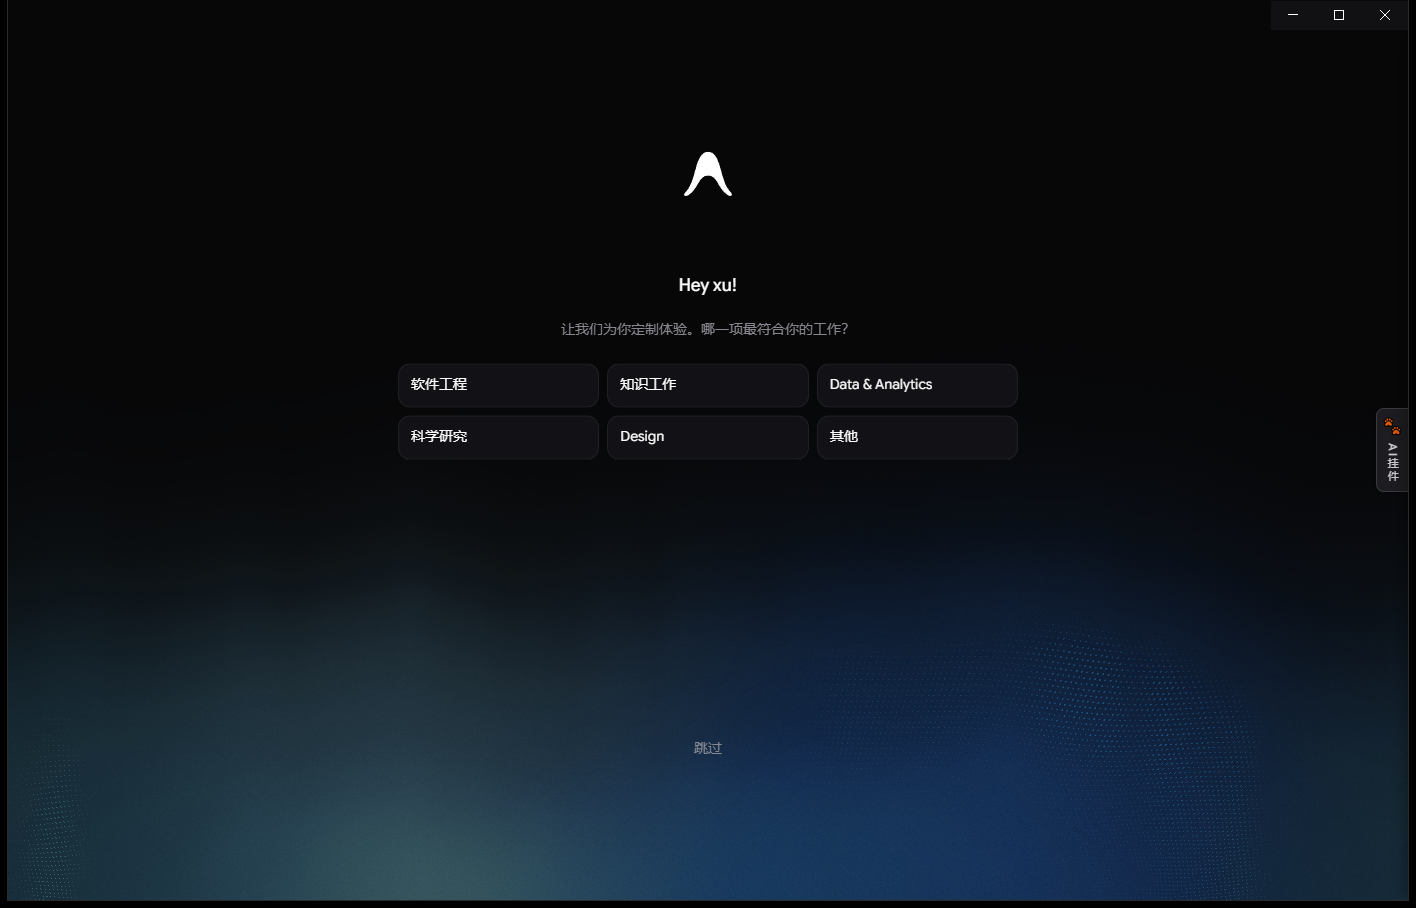 Hey xu!
让我们为你定制体验。哪一项最符合你的工作？
软件工程
知识工作
Data & Analytics
科学研究
Design
其他
AI挂件
跳过